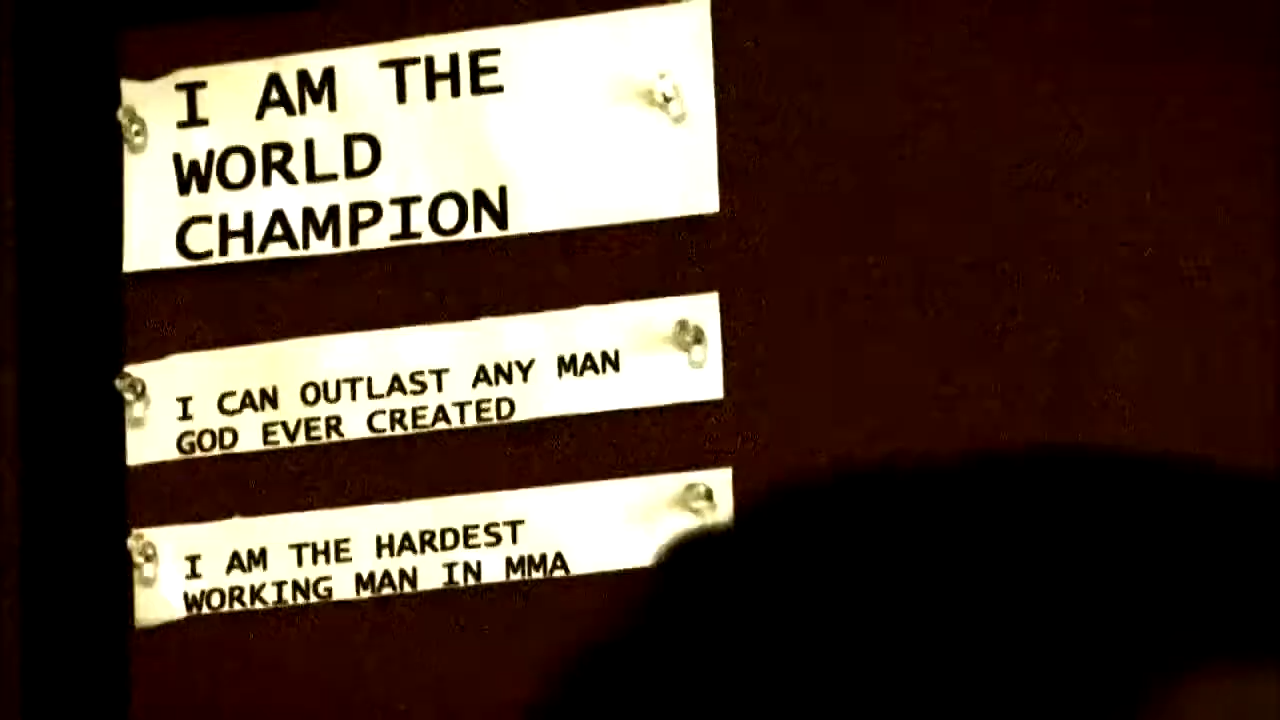 I AM THE
WORLD
CHAMPION
I CAN OUTLAST ANY MAN
GOD EVER CREATED
I AM THE HARDEST
WORKING MAN IN MMA